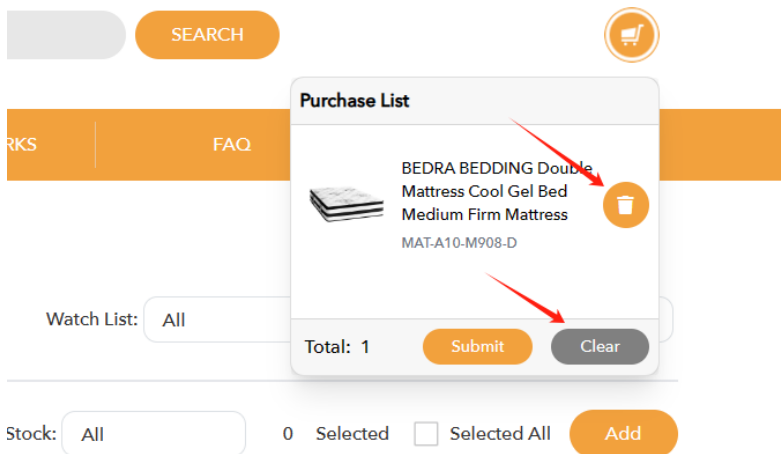 SEARCH
Purchase List
RKS
FAQ
BEDRA BEDDING Double
Mattress Cool Gel Bed
Medium Firm Mattress
MAT-A10-M908-D
Watch List: All
Total: 1 Submit Clear
Stock: All 0 Selected Selected All Add